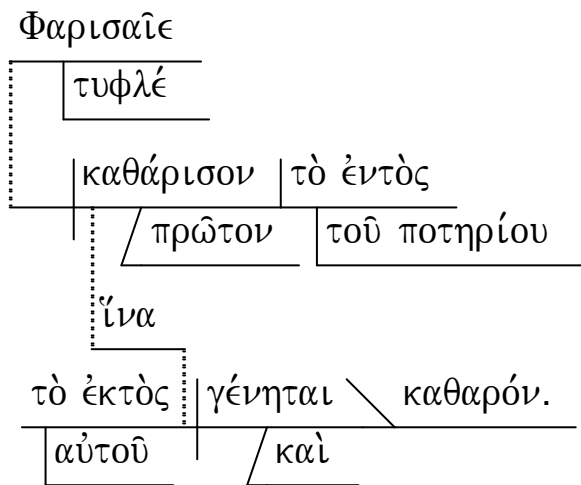 Φαρισαῖε
τυφλέ
καθάρισον τὸ ἐντὸς
πρῶτον τοῦ ποτηρίου
ἵνα
τὸ ἐκτὸς γένηται καθαρόν.
αὐτοῦ καὶ